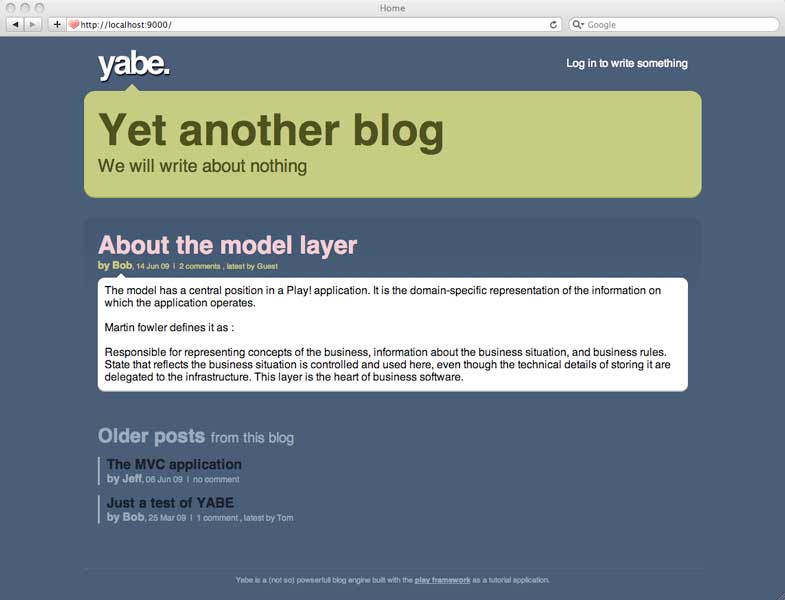 Home
http://localhost:9000/
Google
yabe.
Log in to write something
Yet another blog
We will write about nothing
About the model layer
by Bob, 14 Jun 09 | 2 comments , latest by Guest
The model has a central position in a Play! application. It is the domain-specific representation of the information on
which the application operates.
Martin fowler defines it as :
Responsible for representing concepts of the business, information about the business situation, and business rules.
State that reflects the business situation is controlled and used here, even though the technical details of storing it are
delegated to the infrastructure. This layer is the heart of business software.
Older posts from this blog
The MVC application
by Jeff, 06 Jun 09 | no comment
Just a test of YABE
by Bob, 25 Mar 09 | 1 comment , latest by Tom
Yabe is a (not so) powserfull blog engine built with the play framework as a tutorial application.